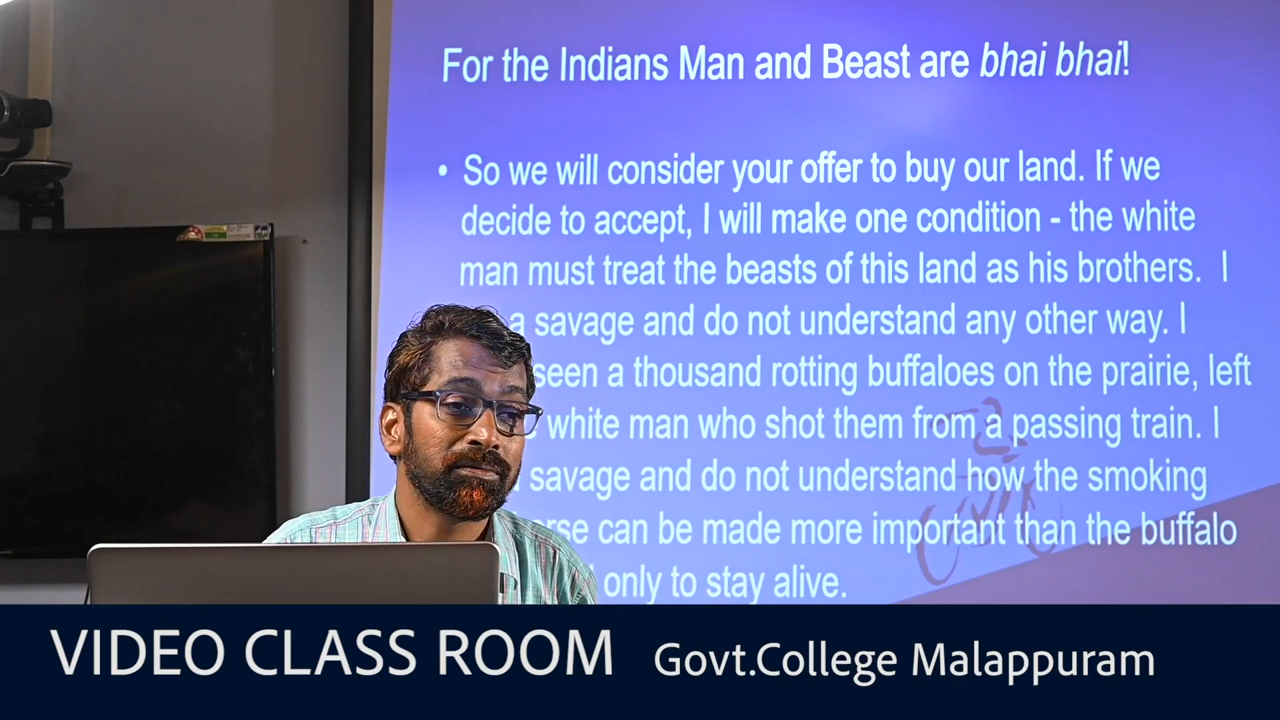 For the Indians Man and Beast are bhai bhai!
• So we will consider your offer to buy our land. If we
decide to accept, I will make one condition - the white
man must treat the beasts of this land as his brothers. I
a savage and do not understand any other way. I
seen a thousand rotting buffaloes on the prairie, left
white man who shot them from a passing train. I
savage and do not understand how the smoking
can be made more important than the buffalo
only to stay alive.
VIDEO CLASS ROOM Govt.College Malappuram